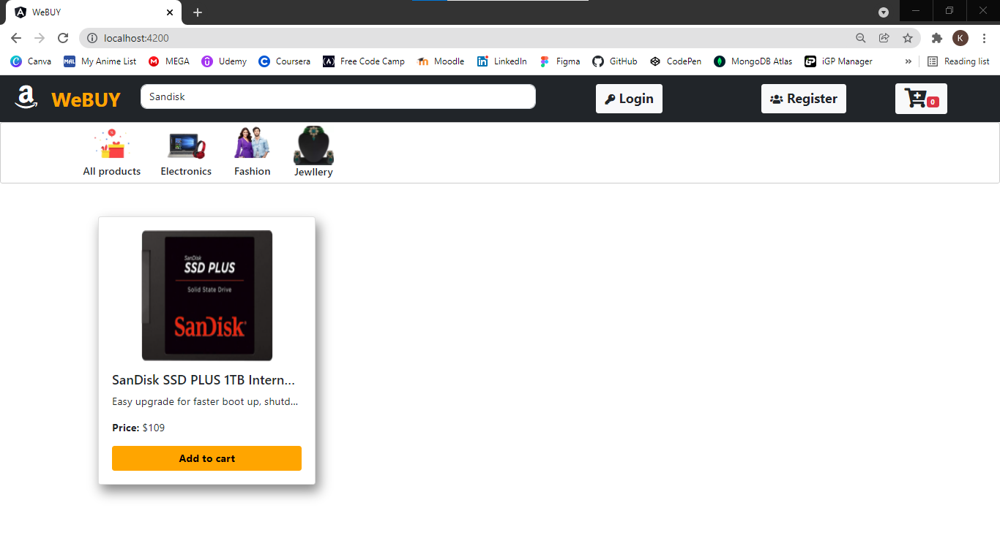 WeBUY
localhost:4200
Canva My Anime List MEGA Udemy Coursera Free Code Camp Moodle LinkedIn Figma GitHub CodePen MongoDB Atlas iGP Manager » Reading list
K
WeBUY Sandisk Login Register 0
All products Electronics Fashion Jewllery
SanDisk
SSD PLUS
Solid State Drive
SanDisk
SanDisk SSD PLUS 1TB Intern...
Easy upgrade for faster boot up, shutd...
Price: $109
Add to cart